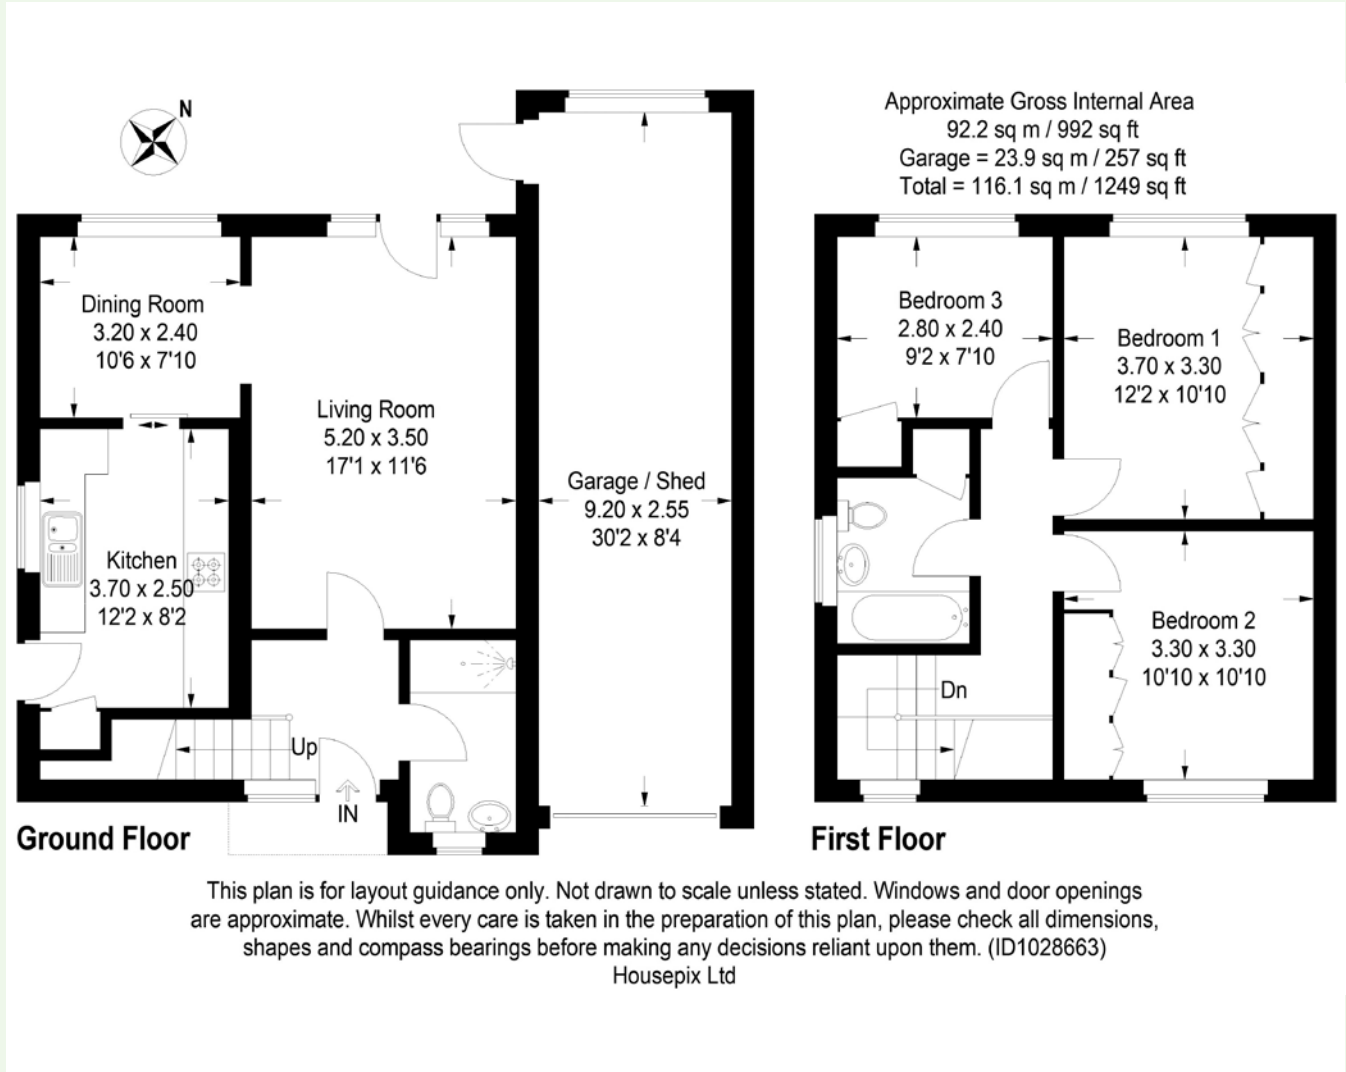 N
Approximate Gross Internal Area
92.2 sq m / 992 sq ft
Garage = 23.9 sq m / 257 sq ft
Total = 116.1 sq m / 1249 sq ft
Dining Room
3.20 x 2.40
10'6 x 7'10
Living Room
5.20 x 3.50
17'1 x 11'6
Kitchen
3.70 x 2.50
12'2 x 8'2
Garage / Shed
9.20 x 2.55
30'2 x 8'4
Up
IN
Ground Floor
Bedroom 3
2.80 x 2.40
9'2 x 7'10
Bedroom 1
3.70 x 3.30
12'2 x 10'10
Bedroom 2
3.30 x 3.30
10'10 x 10'10
Dn
First Floor
This plan is for layout guidance only. Not drawn to scale unless stated. Windows and door openings
are approximate. Whilst every care is taken in the preparation of this plan, please check all dimensions,
shapes and compass bearings before making any decisions reliant upon them. (ID1028663)
Housepix Ltd